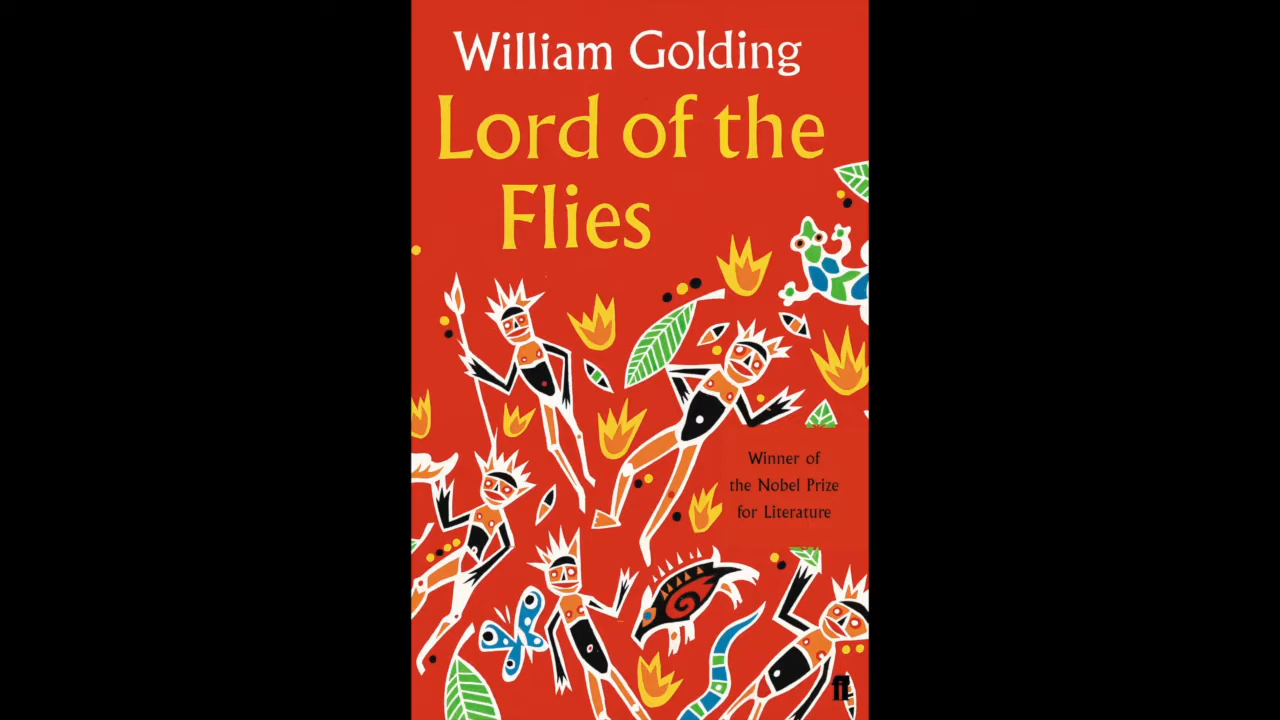 William Golding
Lord of the
Flies
Winner of
the Nobel Prize
for Literature
ff